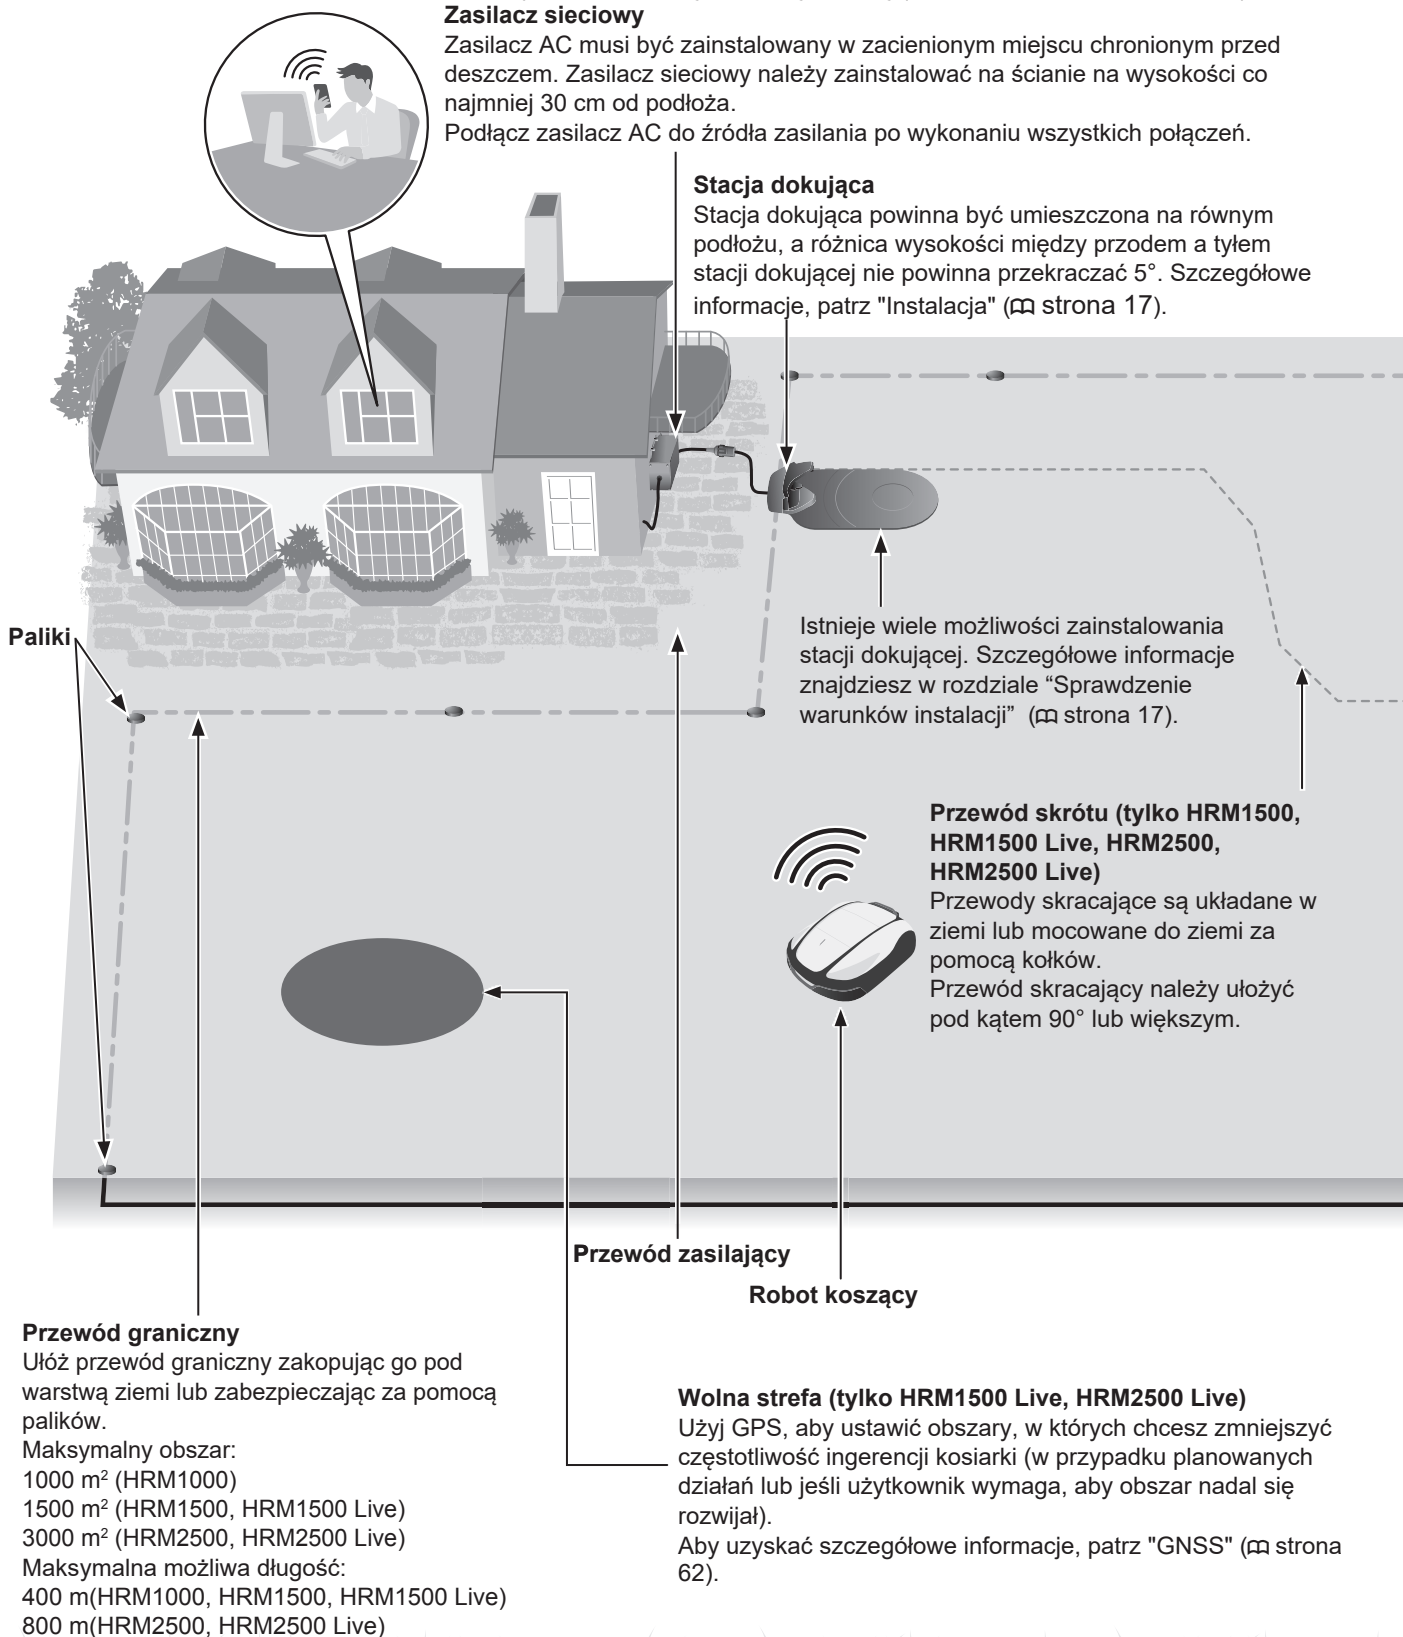 Zasilacz sieciowy
Zasilacz AC musi być zainstalowany w zacienionym miejscu chronionym przed
deszczem. Zasilacz sieciowy należy zainstalować na ścianie na wysokości co
najmniej 30 cm od podłoża.
Podłącz zasilacz AC do źródła zasilania po wykonaniu wszystkich połączeń.
Stacja dokująca
Stacja dokująca powinna być umieszczona na równym
podłożu, a różnica wysokości między przodem a tyłem
stacji dokującej nie powinna przekraczać 5°. Szczegółowe
informacje, patrz "Instalacja" (🕮 strona 17).
Paliki
Istnieje wiele możliwości zainstalowania
stacji dokującej. Szczegółowe informacje
znajdziesz w rozdziale “Sprawdzenie
warunków instalacji” (🕮 strona 17).
Przewód skrótu (tylko HRM1500,
HRM1500 Live, HRM2500,
HRM2500 Live)
Przewody skracające są układane w
ziemi lub mocowane do ziemi za
pomocą kołków.
Przewód skracający należy ułożyć
pod kątem 90° lub większym.
Przewód zasilający
Robot koszący
Przewód graniczny
Ułóż przewód graniczny zakopując go pod
warstwą ziemi lub zabezpieczając za pomocą
palików.
Maksymalny obszar:
1000 m² (HRM1000)
1500 m² (HRM1500, HRM1500 Live)
3000 m² (HRM2500, HRM2500 Live)
Maksymalna możliwa długość:
400 m(HRM1000, HRM1500, HRM1500 Live)
800 m(HRM2500, HRM2500 Live)
Wolna strefa (tylko HRM1500 Live, HRM2500 Live)
Użyj GPS, aby ustawić obszary, w których chcesz zmniejszyć
częstotliwość ingerencji kosiarki (w przypadku planowanych
działań lub jeśli użytkownik wymaga, aby obszar nadal się
rozwijał).
Aby uzyskać szczegółowe informacje, patrz "GNSS" (🕮 strona
62).